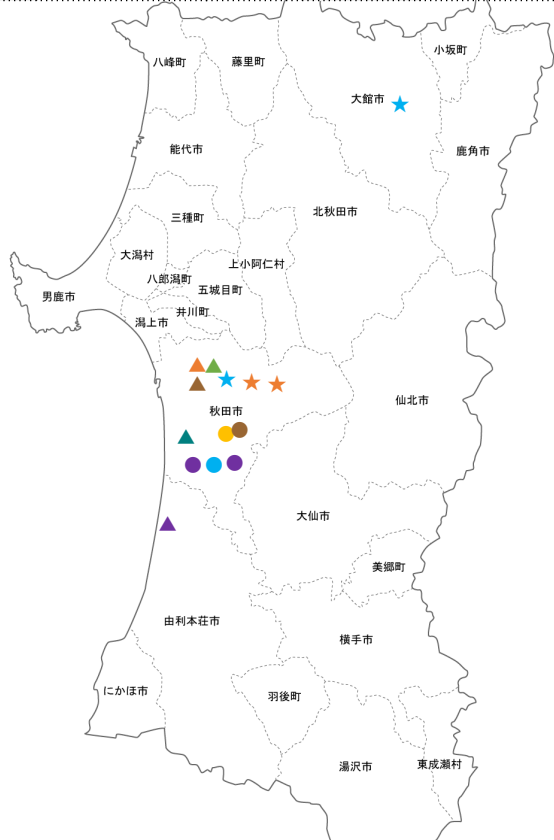 小坂町
八峰町
藤里町
大館市
能代市
鹿角市
北秋田市
三種町
大潟村
上小阿仁村
八郎潟町
五城目町
男鹿市
井川町
潟上市
仙北市
秋田市
大仙市
美郷町
由利本荘市
横手市
にかほ市
羽後町
湯沢市
東成瀬村